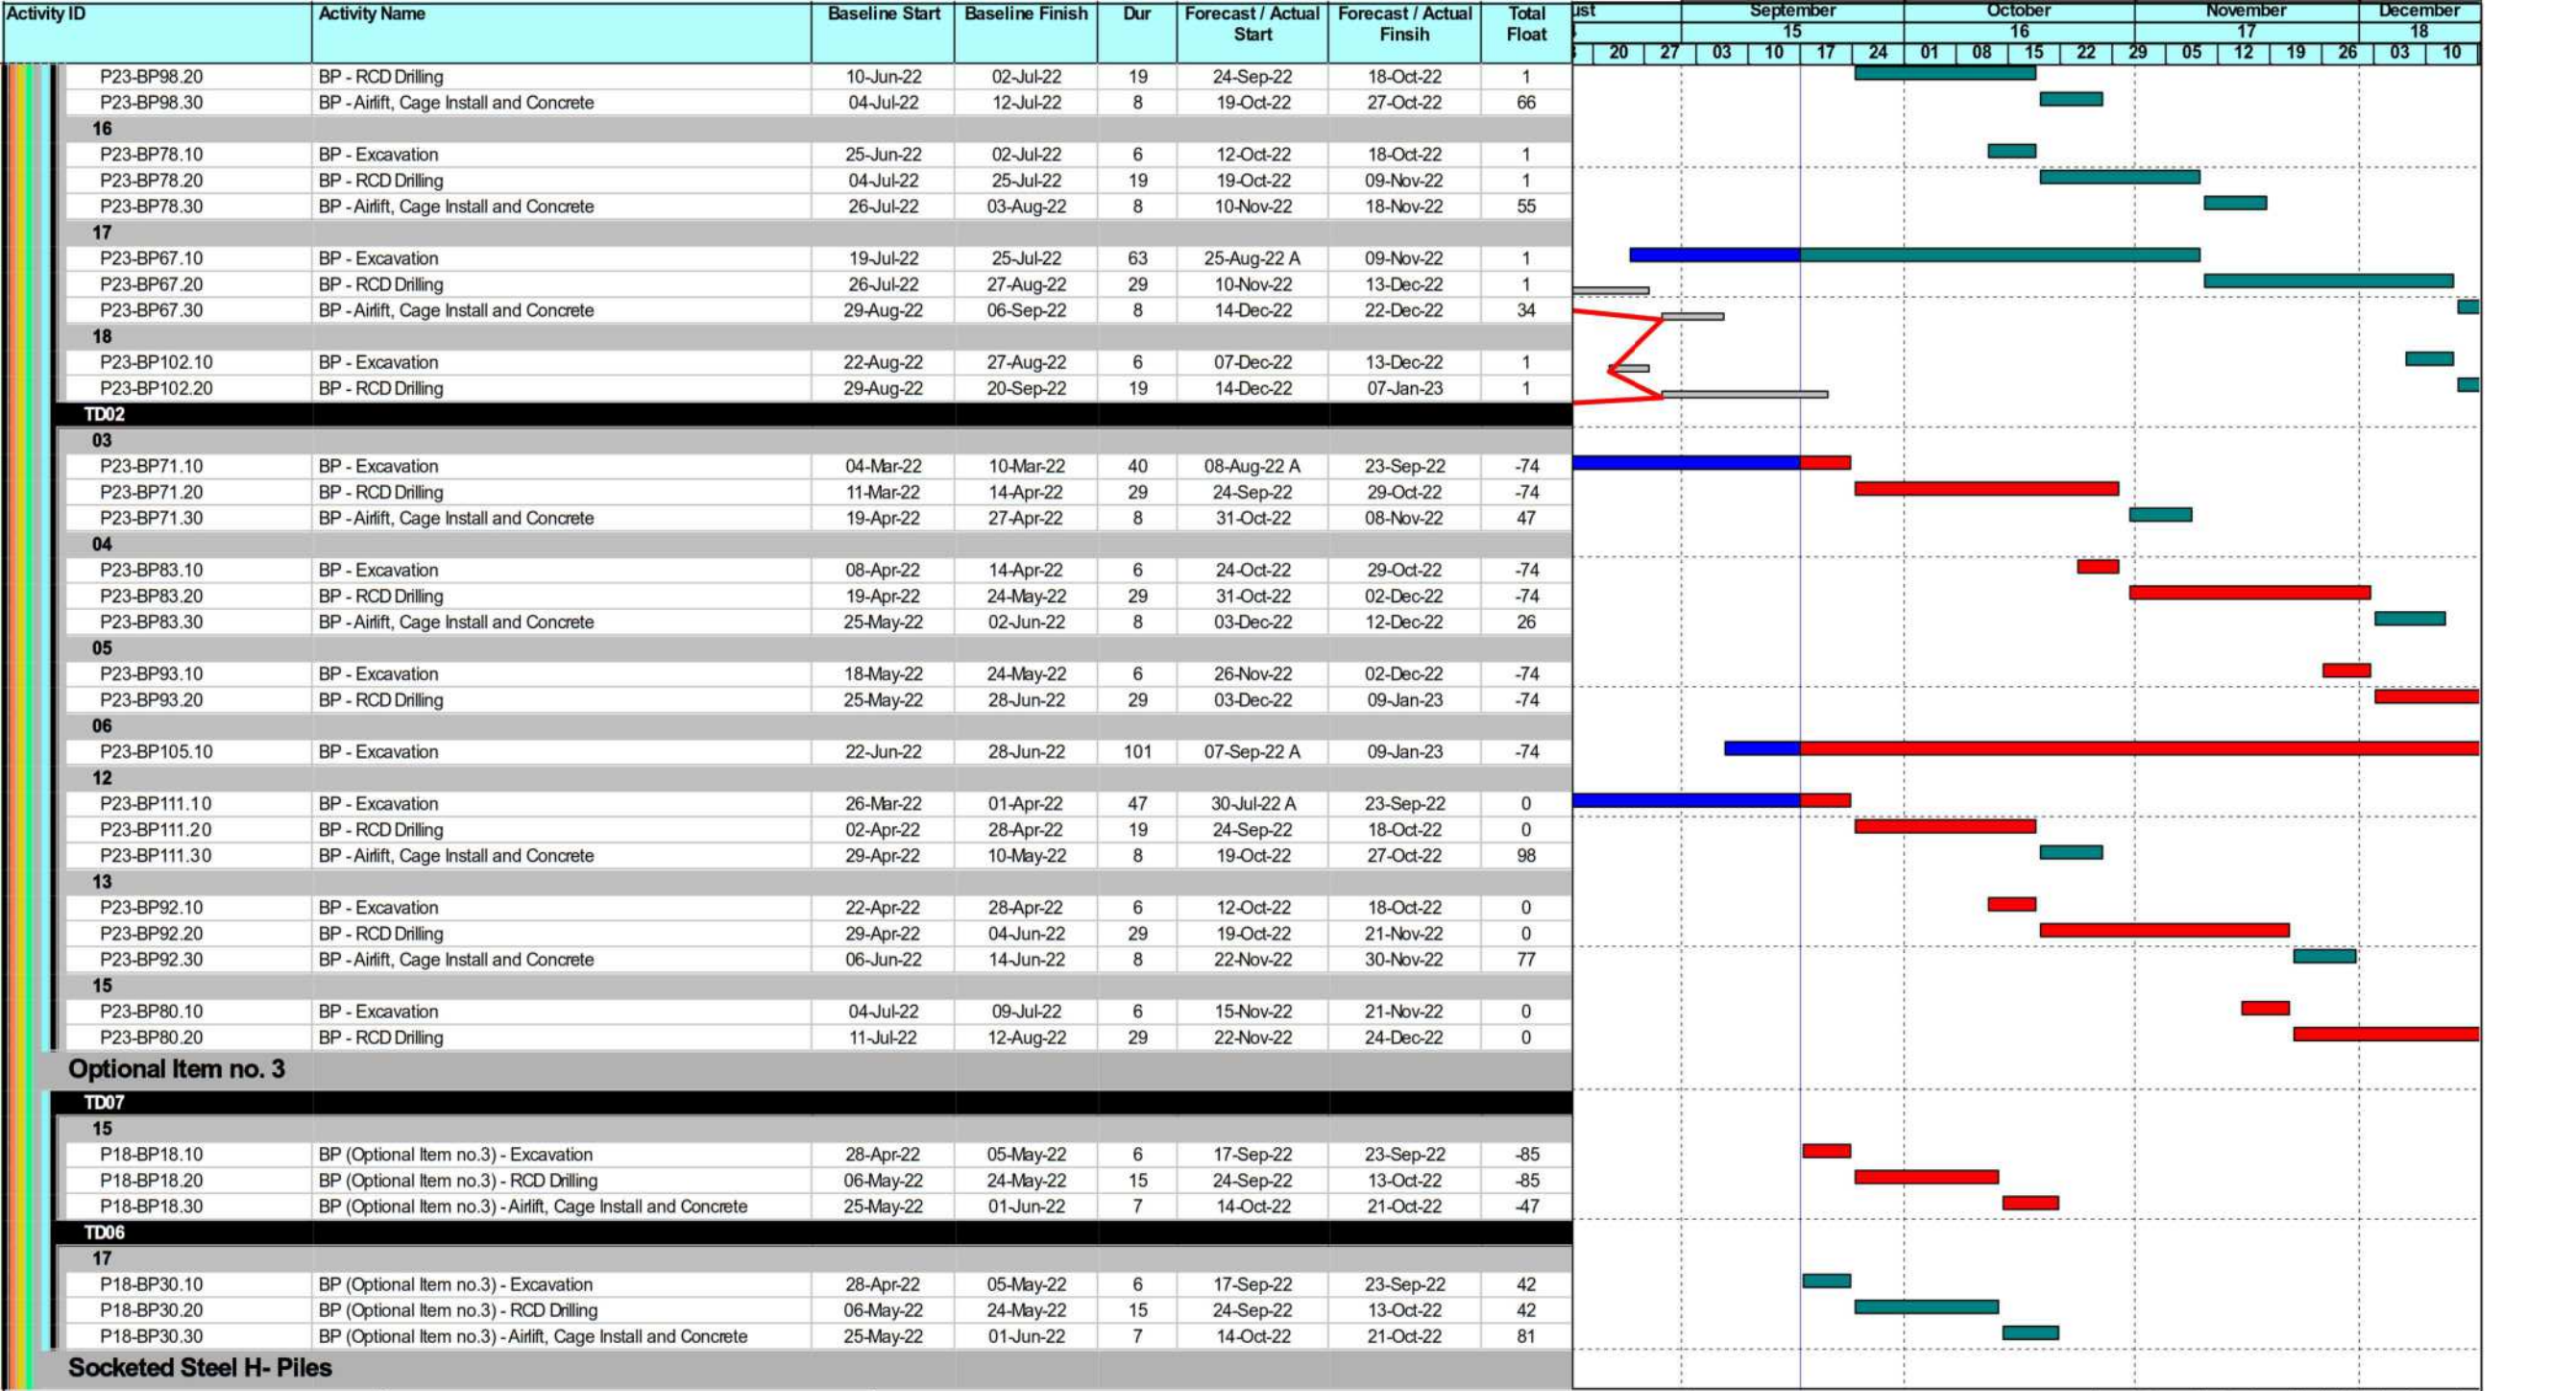 Activity ID Activity Name Baseline Start Baseline Finish Dur Forecast / Actual Start Forecast / Actual Finsih Total Float
ust September October November December
15 16 17 18
20 27 03 10 17 24 01 08 15 22 29 05 12 19 26 03 10
P23-BP98.20 BP - RCD Drilling 10-Jun-22 02-Jul-22 19 24-Sep-22 18-Oct-22 1
P23-BP98.30 BP - Airlift, Cage Install and Concrete 04-Jul-22 12-Jul-22 8 19-Oct-22 27-Oct-22 66
16
P23-BP78.10 BP - Excavation 25-Jun-22 02-Jul-22 6 12-Oct-22 18-Oct-22 1
P23-BP78.20 BP - RCD Drilling 04-Jul-22 25-Jul-22 19 19-Oct-22 09-Nov-22 1
P23-BP78.30 BP - Airlift, Cage Install and Concrete 26-Jul-22 03-Aug-22 8 10-Nov-22 18-Nov-22 55
17
P23-BP67.10 BP - Excavation 19-Jul-22 25-Jul-22 63 25-Aug-22 A 09-Nov-22 1
P23-BP67.20 BP - RCD Drilling 26-Jul-22 27-Aug-22 29 10-Nov-22 13-Dec-22 1
P23-BP67.30 BP - Airlift, Cage Install and Concrete 29-Aug-22 06-Sep-22 8 14-Dec-22 22-Dec-22 34
18
P23-BP102.10 BP - Excavation 22-Aug-22 27-Aug-22 6 07-Dec-22 13-Dec-22 1
P23-BP102.20 BP - RCD Drilling 29-Aug-22 20-Sep-22 19 14-Dec-22 07-Jan-23 1
TD02
03
P23-BP71.10 BP - Excavation 04-Mar-22 10-Mar-22 40 08-Aug-22 A 23-Sep-22 -74
P23-BP71.20 BP - RCD Drilling 11-Mar-22 14-Apr-22 29 24-Sep-22 29-Oct-22 -74
P23-BP71.30 BP - Airlift, Cage Install and Concrete 19-Apr-22 27-Apr-22 8 31-Oct-22 08-Nov-22 47
04
P23-BP83.10 BP - Excavation 08-Apr-22 14-Apr-22 6 24-Oct-22 29-Oct-22 -74
P23-BP83.20 BP - RCD Drilling 19-Apr-22 24-May-22 29 31-Oct-22 02-Dec-22 -74
P23-BP83.30 BP - Airlift, Cage Install and Concrete 25-May-22 02-Jun-22 8 03-Dec-22 12-Dec-22 26
05
P23-BP93.10 BP - Excavation 18-May-22 24-May-22 6 26-Nov-22 02-Dec-22 -74
P23-BP93.20 BP - RCD Drilling 25-May-22 28-Jun-22 29 03-Dec-22 09-Jan-23 -74
06
P23-BP105.10 BP - Excavation 22-Jun-22 28-Jun-22 101 07-Sep-22 A 09-Jan-23 -74
12
P23-BP111.10 BP - Excavation 26-Mar-22 01-Apr-22 47 30-Jul-22 A 23-Sep-22 0
P23-BP111.20 BP - RCD Drilling 02-Apr-22 28-Apr-22 19 24-Sep-22 18-Oct-22 0
P23-BP111.30 BP - Airlift, Cage Install and Concrete 29-Apr-22 10-May-22 8 19-Oct-22 27-Oct-22 98
13
P23-BP92.10 BP - Excavation 22-Apr-22 28-Apr-22 6 12-Oct-22 18-Oct-22 0
P23-BP92.20 BP - RCD Drilling 29-Apr-22 04-Jun-22 29 19-Oct-22 21-Nov-22 0
P23-BP92.30 BP - Airlift, Cage Install and Concrete 06-Jun-22 14-Jun-22 8 22-Nov-22 30-Nov-22 77
15
P23-BP80.10 BP - Excavation 04-Jul-22 09-Jul-22 6 15-Nov-22 21-Nov-22 0
P23-BP80.20 BP - RCD Drilling 11-Jul-22 12-Aug-22 29 22-Nov-22 24-Dec-22 0
Optional Item no. 3
TD07
15
P18-BP18.10 BP (Optional Item no.3) - Excavation 28-Apr-22 05-May-22 6 17-Sep-22 23-Sep-22 -85
P18-BP18.20 BP (Optional Item no.3) - RCD Drilling 06-May-22 24-May-22 15 24-Sep-22 13-Oct-22 -85
P18-BP18.30 BP (Optional Item no.3) - Airlift, Cage Install and Concrete 25-May-22 01-Jun-22 7 14-Oct-22 21-Oct-22 -47
TD06
17
P18-BP30.10 BP (Optional Item no.3) - Excavation 28-Apr-22 05-May-22 6 17-Sep-22 23-Sep-22 42
P18-BP30.20 BP (Optional Item no.3) - RCD Drilling 06-May-22 24-May-22 15 24-Sep-22 13-Oct-22 42
P18-BP30.30 BP (Optional Item no.3) - Airlift, Cage Install and Concrete 25-May-22 01-Jun-22 7 14-Oct-22 21-Oct-22 81
Socketed Steel H- Piles